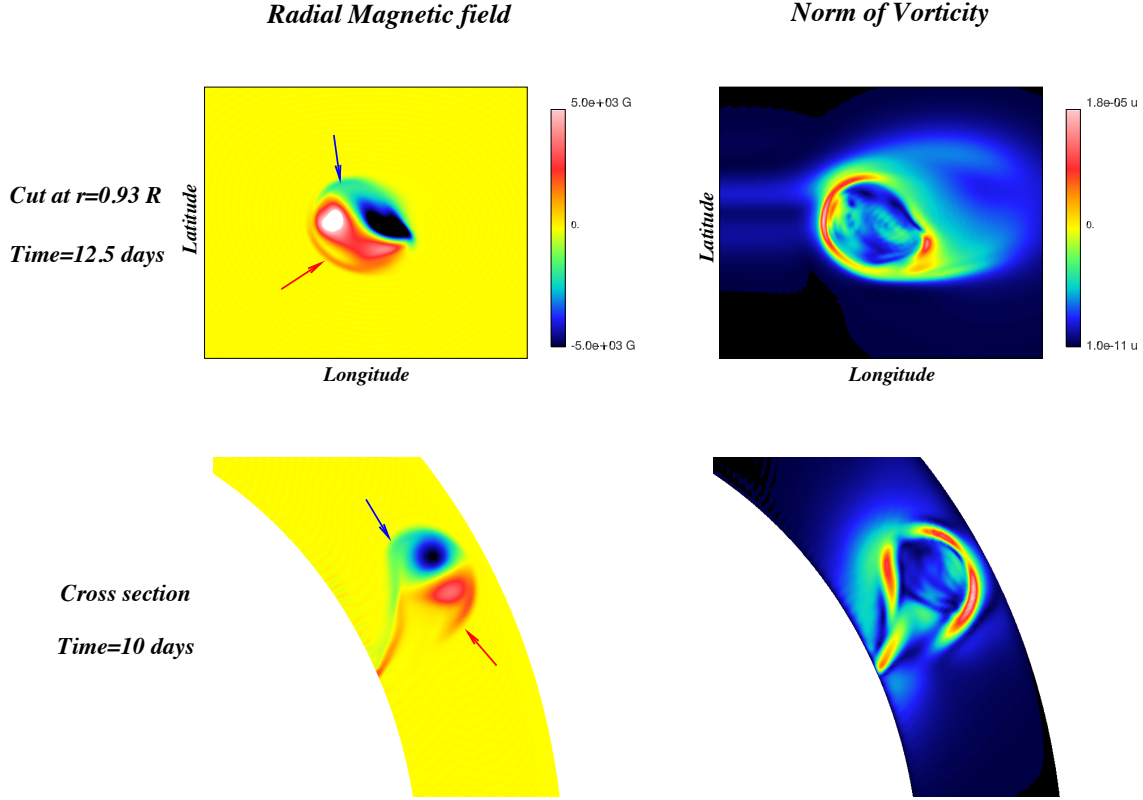 Radial Magnetic field
Norm of Vorticity
Cut at r=0.93 R
Time=12.5 days
Latitude
Longitude
5.0e+03 G
0.
-5.0e+03 G
Latitude
Longitude
1.8e-05 u
0.
1.0e-11 u
Cross section
Time=10 days